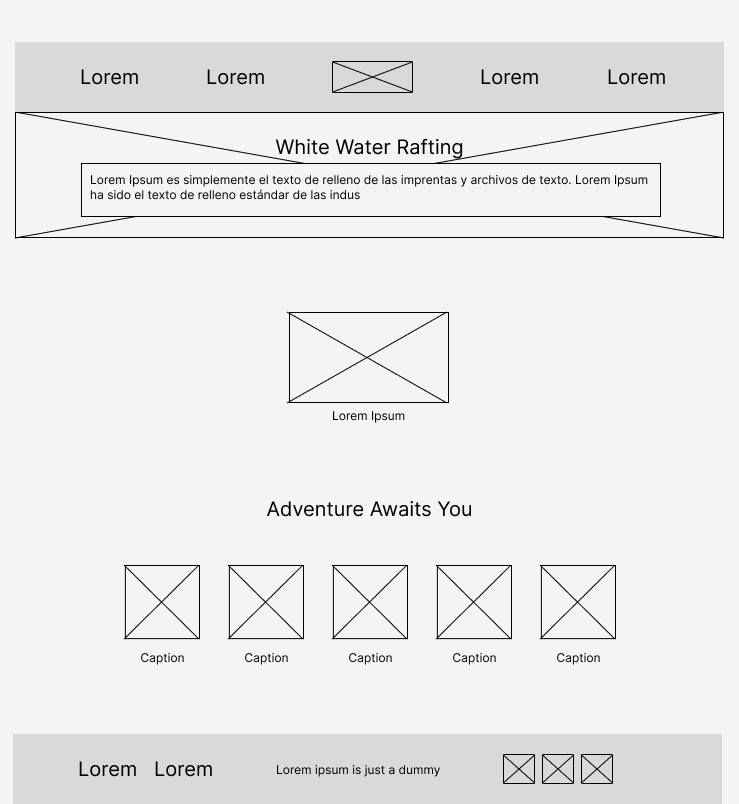 Lorem Lorem Lorem Lorem
White Water Rafting
Lorem Ipsum es simplemente el texto de relleno de las imprentas y archivos de texto. Lorem Ipsum
ha sido el texto de relleno estándar de las indus
Lorem Ipsum
Adventure Awaits You
Caption Caption Caption Caption Caption
Lorem Lorem Lorem ipsum is just a dummy